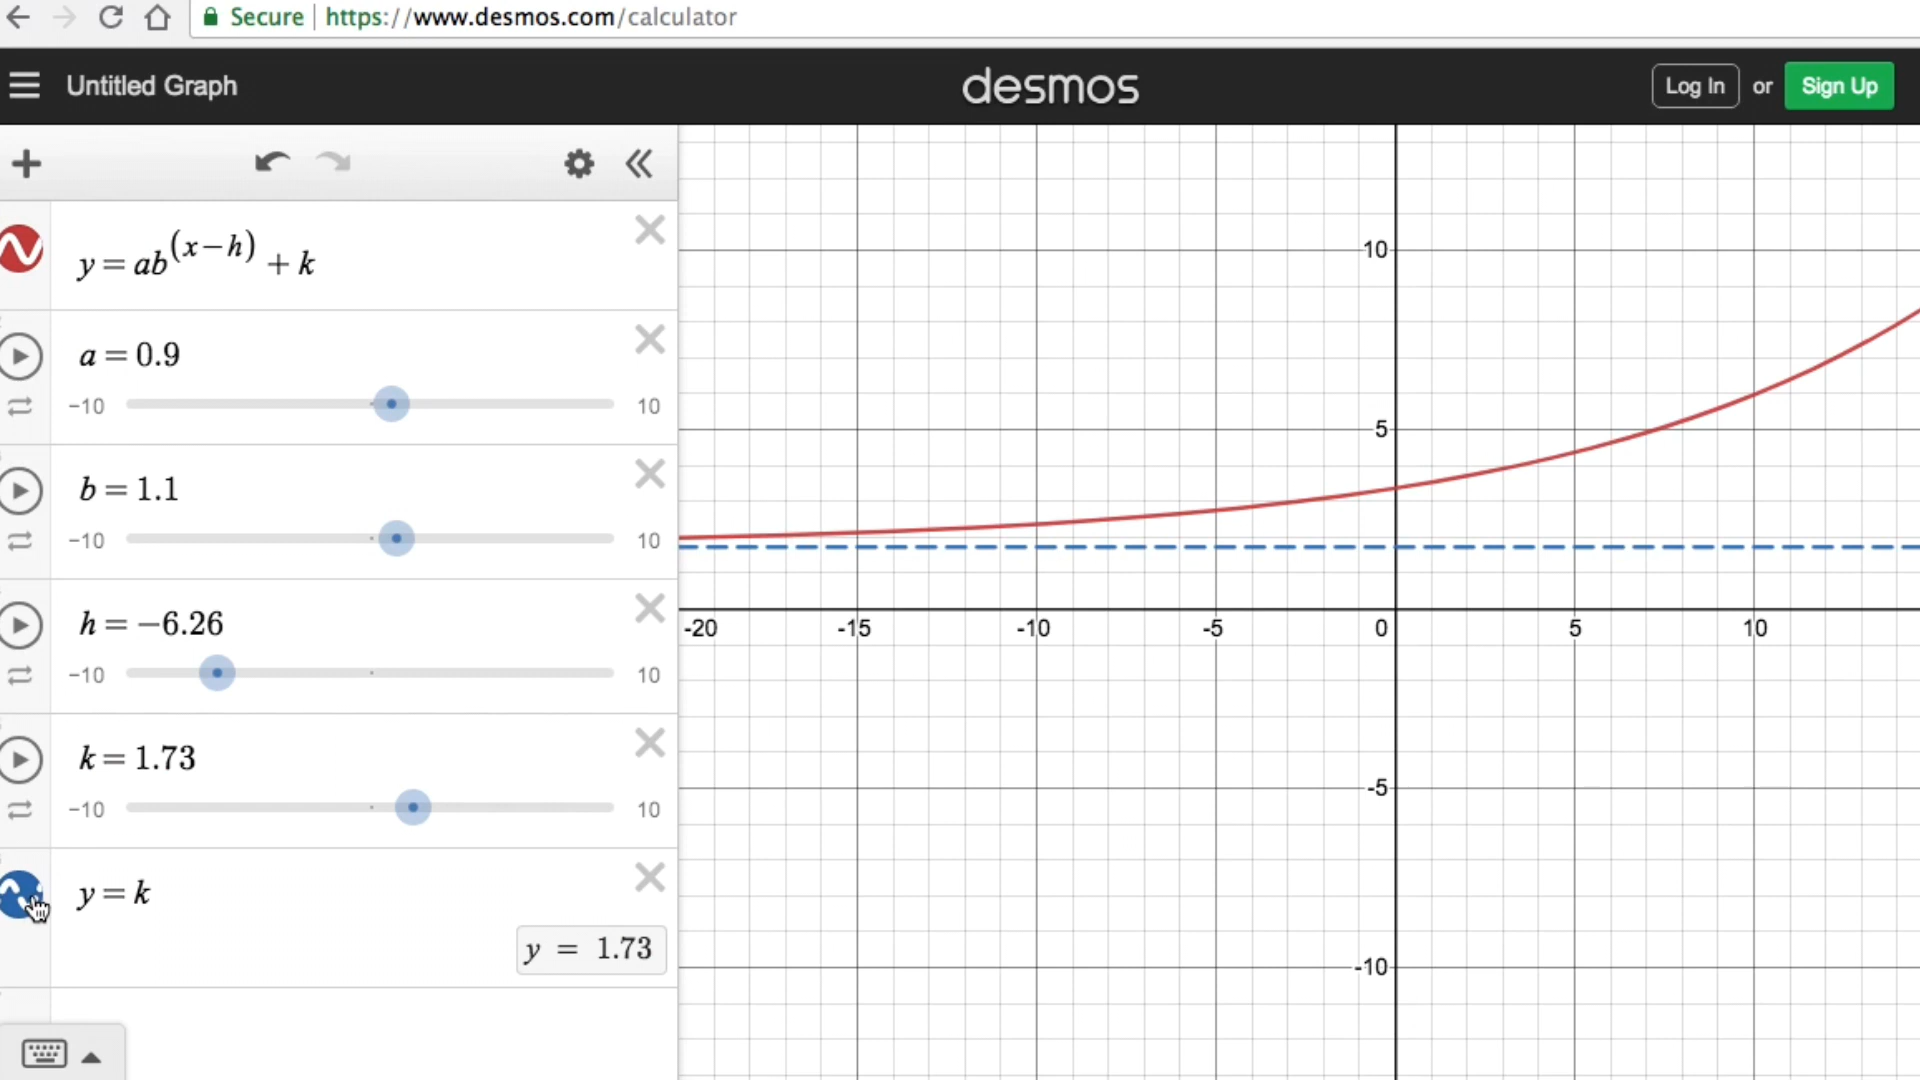 Secure | https://www.desmos.com/calculator
Untitled Graph
desmos
Log In or Sign Up
y = ab^(x−h) + k
a = 0.9
−10 10
b = 1.1
−10 10
h = −6.26
−10 10
k = 1.73
−10 10
y = k
y = 1.73
10
5
-20 -15 -10 -5 0 5 10
-5
-10